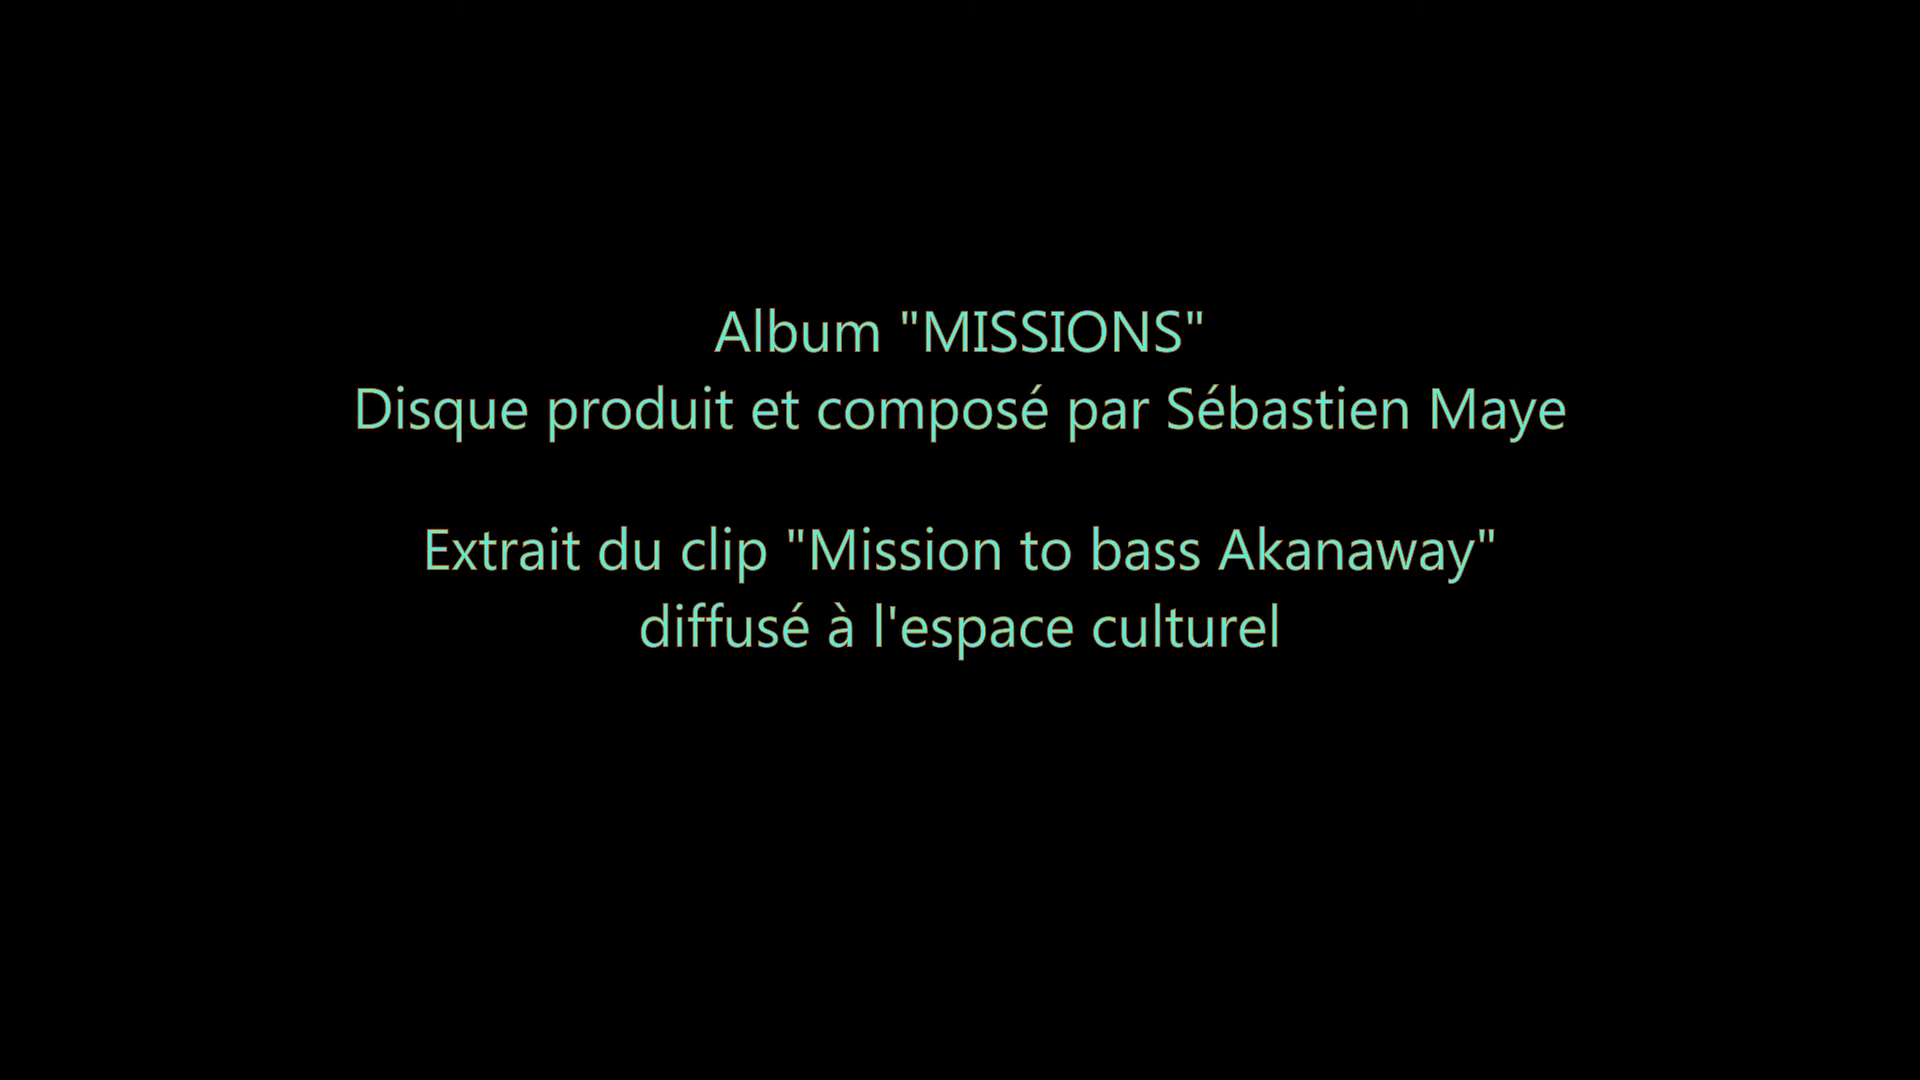 Album "MISSIONS"
Disque produit et composé par Sébastien Maye
Extrait du clip "Mission to bass Akanaway"
diffusé à l'espace culturel